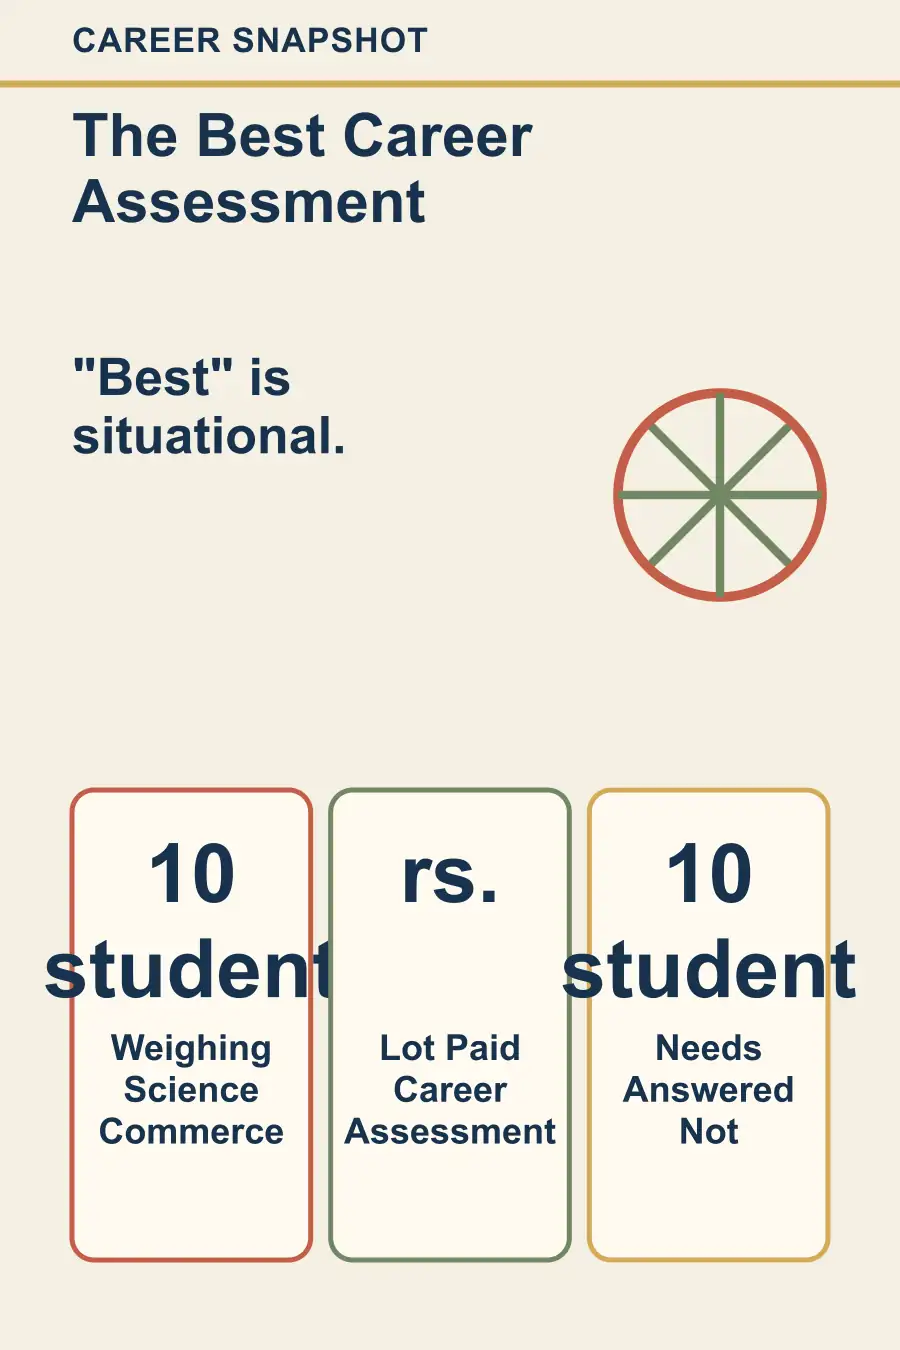 CAREER SNAPSHOT
The Best Career
Assessment
"Best" is
situational.
10
student
Weighing
Science
Commerce
rs.
Lot Paid
Career
Assessment
10
student
Needs
Answered
Not